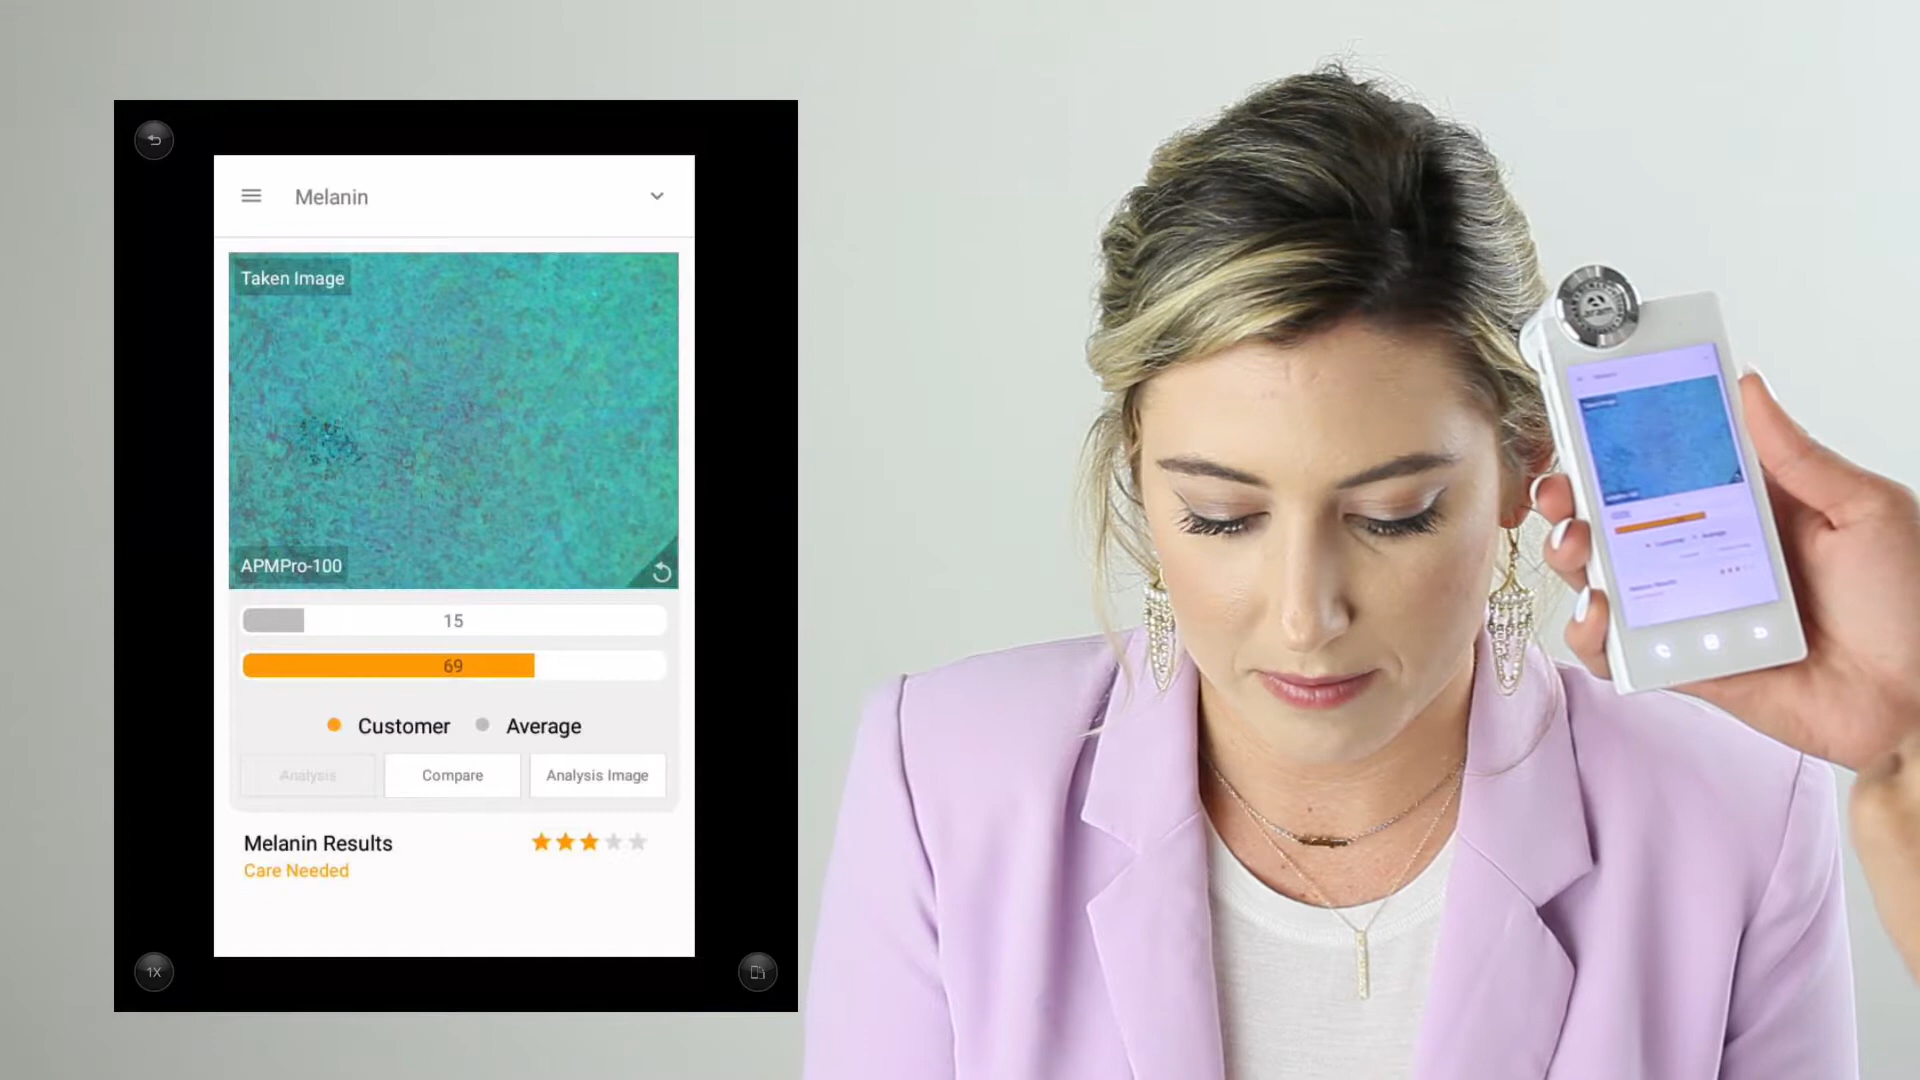 Melanin
Taken Image
APMPro-100
15
69
Customer Average
Analysis Compare Analysis Image
Melanin Results
Care Needed
1X